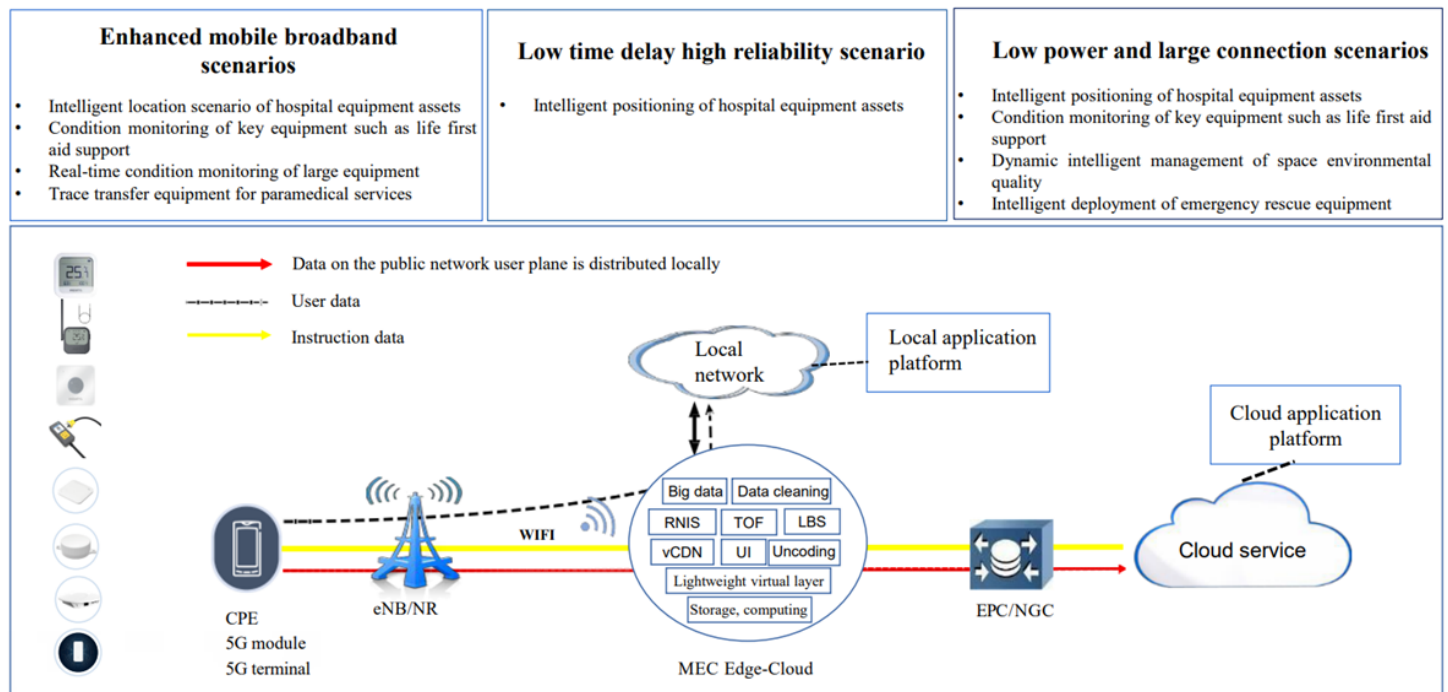 Enhanced mobile broadband
scenarios
• Intelligent location scenario of hospital equipment assets
• Condition monitoring of key equipment such as life first
aid support
• Real-time condition monitoring of large equipment
• Trace transfer equipment for paramedical services
Low time delay high reliability scenario
• Intelligent positioning of hospital equipment assets
Low power and large connection scenarios
• Intelligent positioning of hospital equipment assets
• Condition monitoring of key equipment such as life first aid
support
• Dynamic intelligent management of space environmental
quality
• Intelligent deployment of emergency rescue equipment
Data on the public network user plane is distributed locally
User data
Instruction data
Local
network
Local application
platform
Cloud application
platform
Big data
Data cleaning
RNIS
TOF
LBS
vCDN
UI
Uncoding
Lightweight virtual layer
Storage, computing
WIFI
Cloud service
eNB/NR
EPC/NGC
CPE
5G module
5G terminal
MEC Edge-Cloud